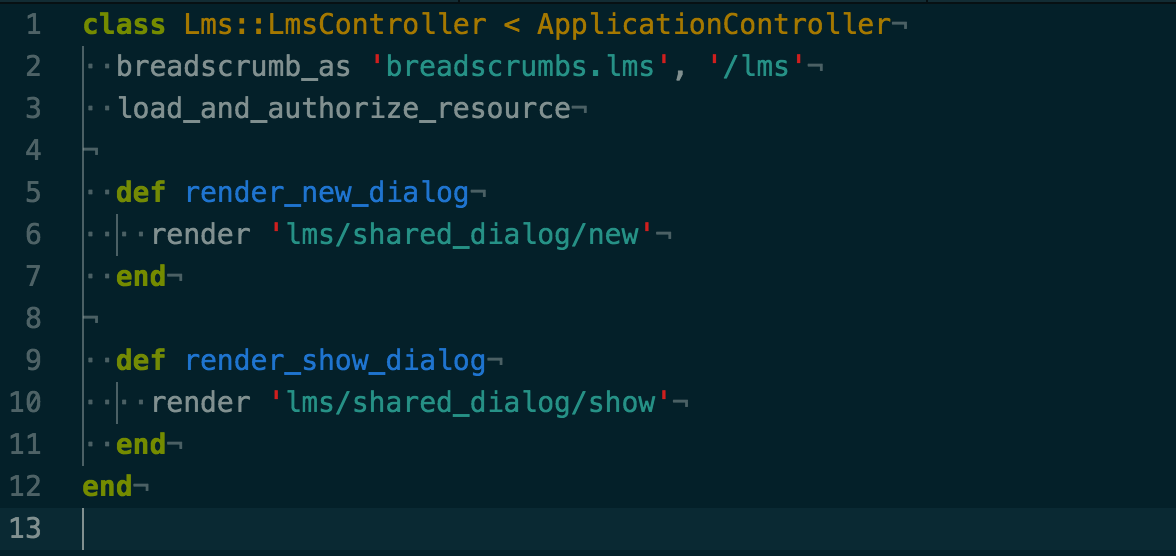 1 class Lms::LmsController < ApplicationController¬
2 ··breadscrumb_as 'breadscrumbs.lms', '/lms'¬
3 ··load_and_authorize_resource¬
4 ¬
5 ··def render_new_dialog¬
6 ····render 'lms/shared_dialog/new'¬
7 ··end¬
8 ¬
9 ··def render_show_dialog¬
10 ····render 'lms/shared_dialog/show'¬
11 ··end¬
12 end¬
13